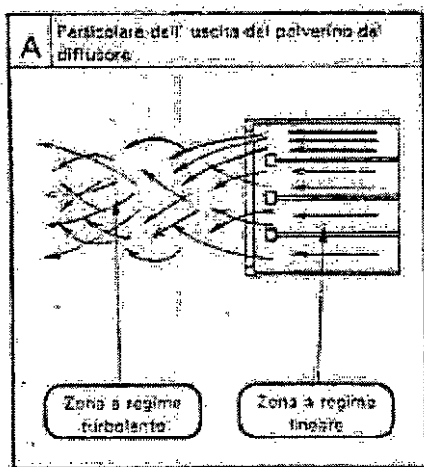 A
Particolare dell' uscita del polverino dal
diffusore
Zona a regime
turbolento
Zona a regime
lineare